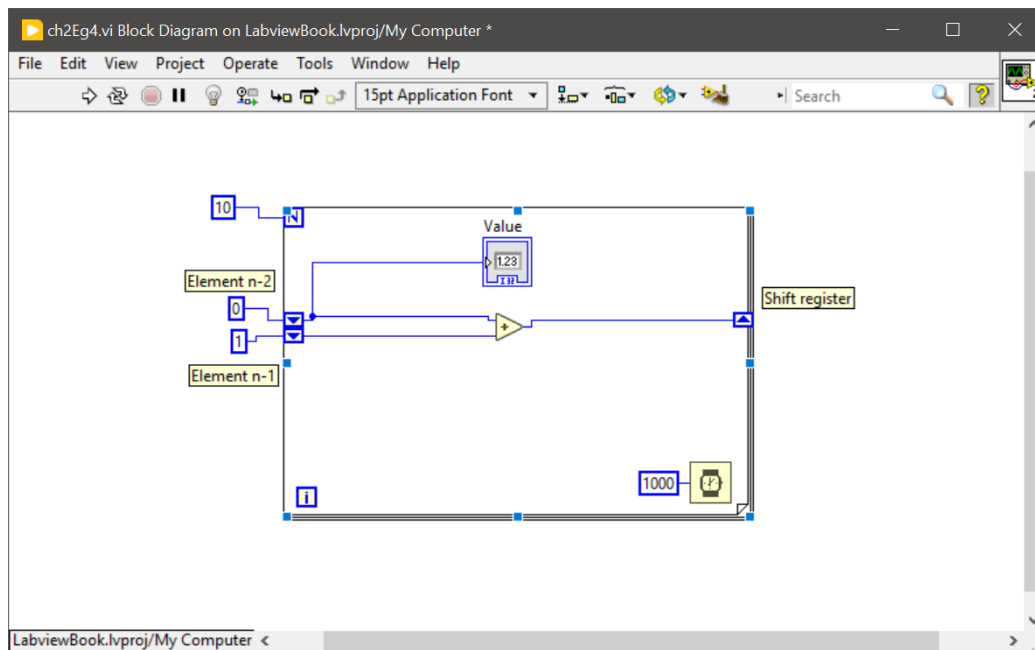 ch2Eg4.vi Block Diagram on LabviewBook.lvproj/My Computer *
File Edit View Project Operate Tools Window Help
15pt Application Font
Search
10
N
Value
1.23
I32
Element n-2
0
Shift register
1
Element n-1
1000
i
LabviewBook.lvproj/My Computer